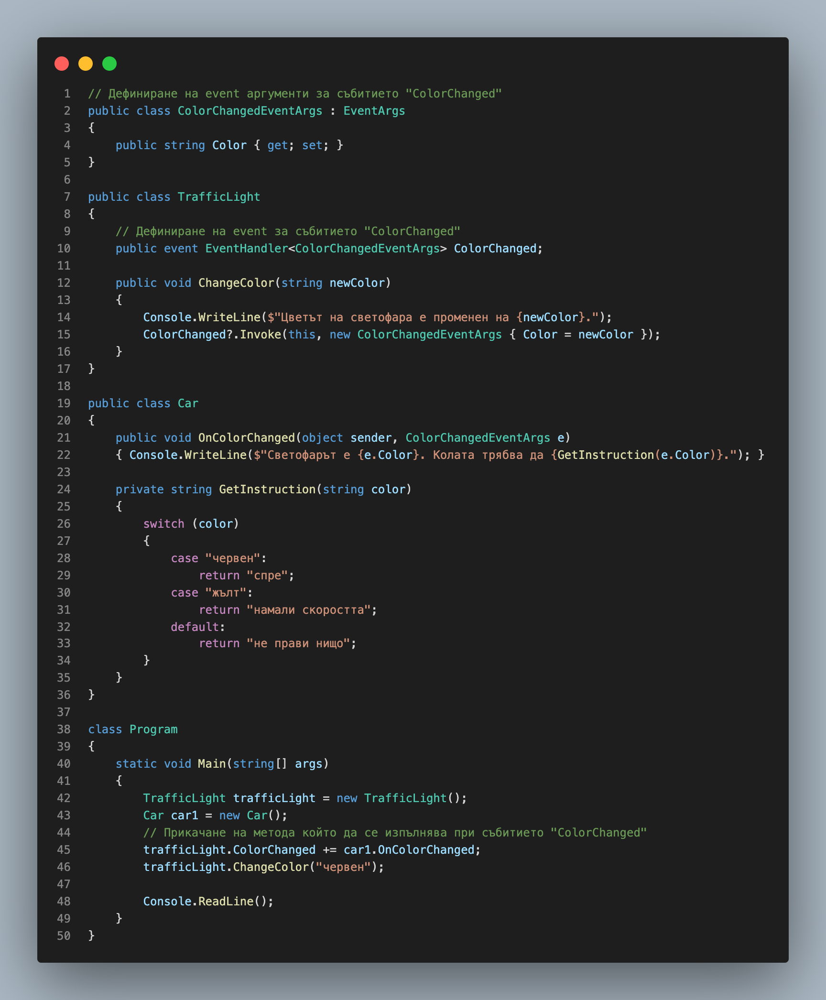 1 // Дефиниране на event аргументи за събитието "ColorChanged"
2 public class ColorChangedEventArgs : EventArgs
3 {
4     public string Color { get; set; }
5 }
6
7 public class TrafficLight
8 {
9     // Дефиниране на event за събитието "ColorChanged"
10     public event EventHandler<ColorChangedEventArgs> ColorChanged;
11
12     public void ChangeColor(string newColor)
13     {
14         Console.WriteLine($"Цветът на светофара е променен на {newColor}.");
15         ColorChanged?.Invoke(this, new ColorChangedEventArgs { Color = newColor });
16     }
17 }
18
19 public class Car
20 {
21     public void OnColorChanged(object sender, ColorChangedEventArgs e)
22     { Console.WriteLine($"Светофарът е {e.Color}. Колата трябва да {GetInstruction(e.Color)}."); }
23
24     private string GetInstruction(string color)
25     {
26         switch (color)
27         {
28             case "червен":
29                 return "спре";
30             case "жълт":
31                 return "намали скоростта";
32             default:
33                 return "не прави нищо";
34         }
35     }
36 }
37
38 class Program
39 {
40     static void Main(string[] args)
41     {
42         TrafficLight trafficLight = new TrafficLight();
43         Car car1 = new Car();
44         // Прикачане на метода който да се изпълнява при събитието "ColorChanged"
45         trafficLight.ColorChanged += car1.OnColorChanged;
46         trafficLight.ChangeColor("червен");
47
48         Console.ReadLine();
49     }
50 }